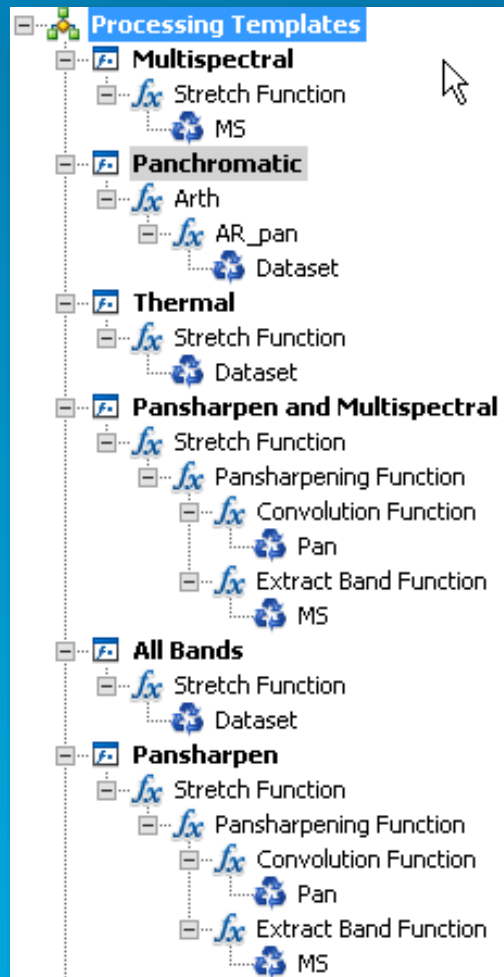 Processing Templates
Multispectral
Stretch Function
MS
Panchromatic
Arth
AR_pan
Dataset
Thermal
Stretch Function
Dataset
Pansharpen and Multispectral
Stretch Function
Pansharpening Function
Convolution Function
Pan
Extract Band Function
MS
All Bands
Stretch Function
Dataset
Pansharpen
Stretch Function
Pansharpening Function
Convolution Function
Pan
Extract Band Function
MS